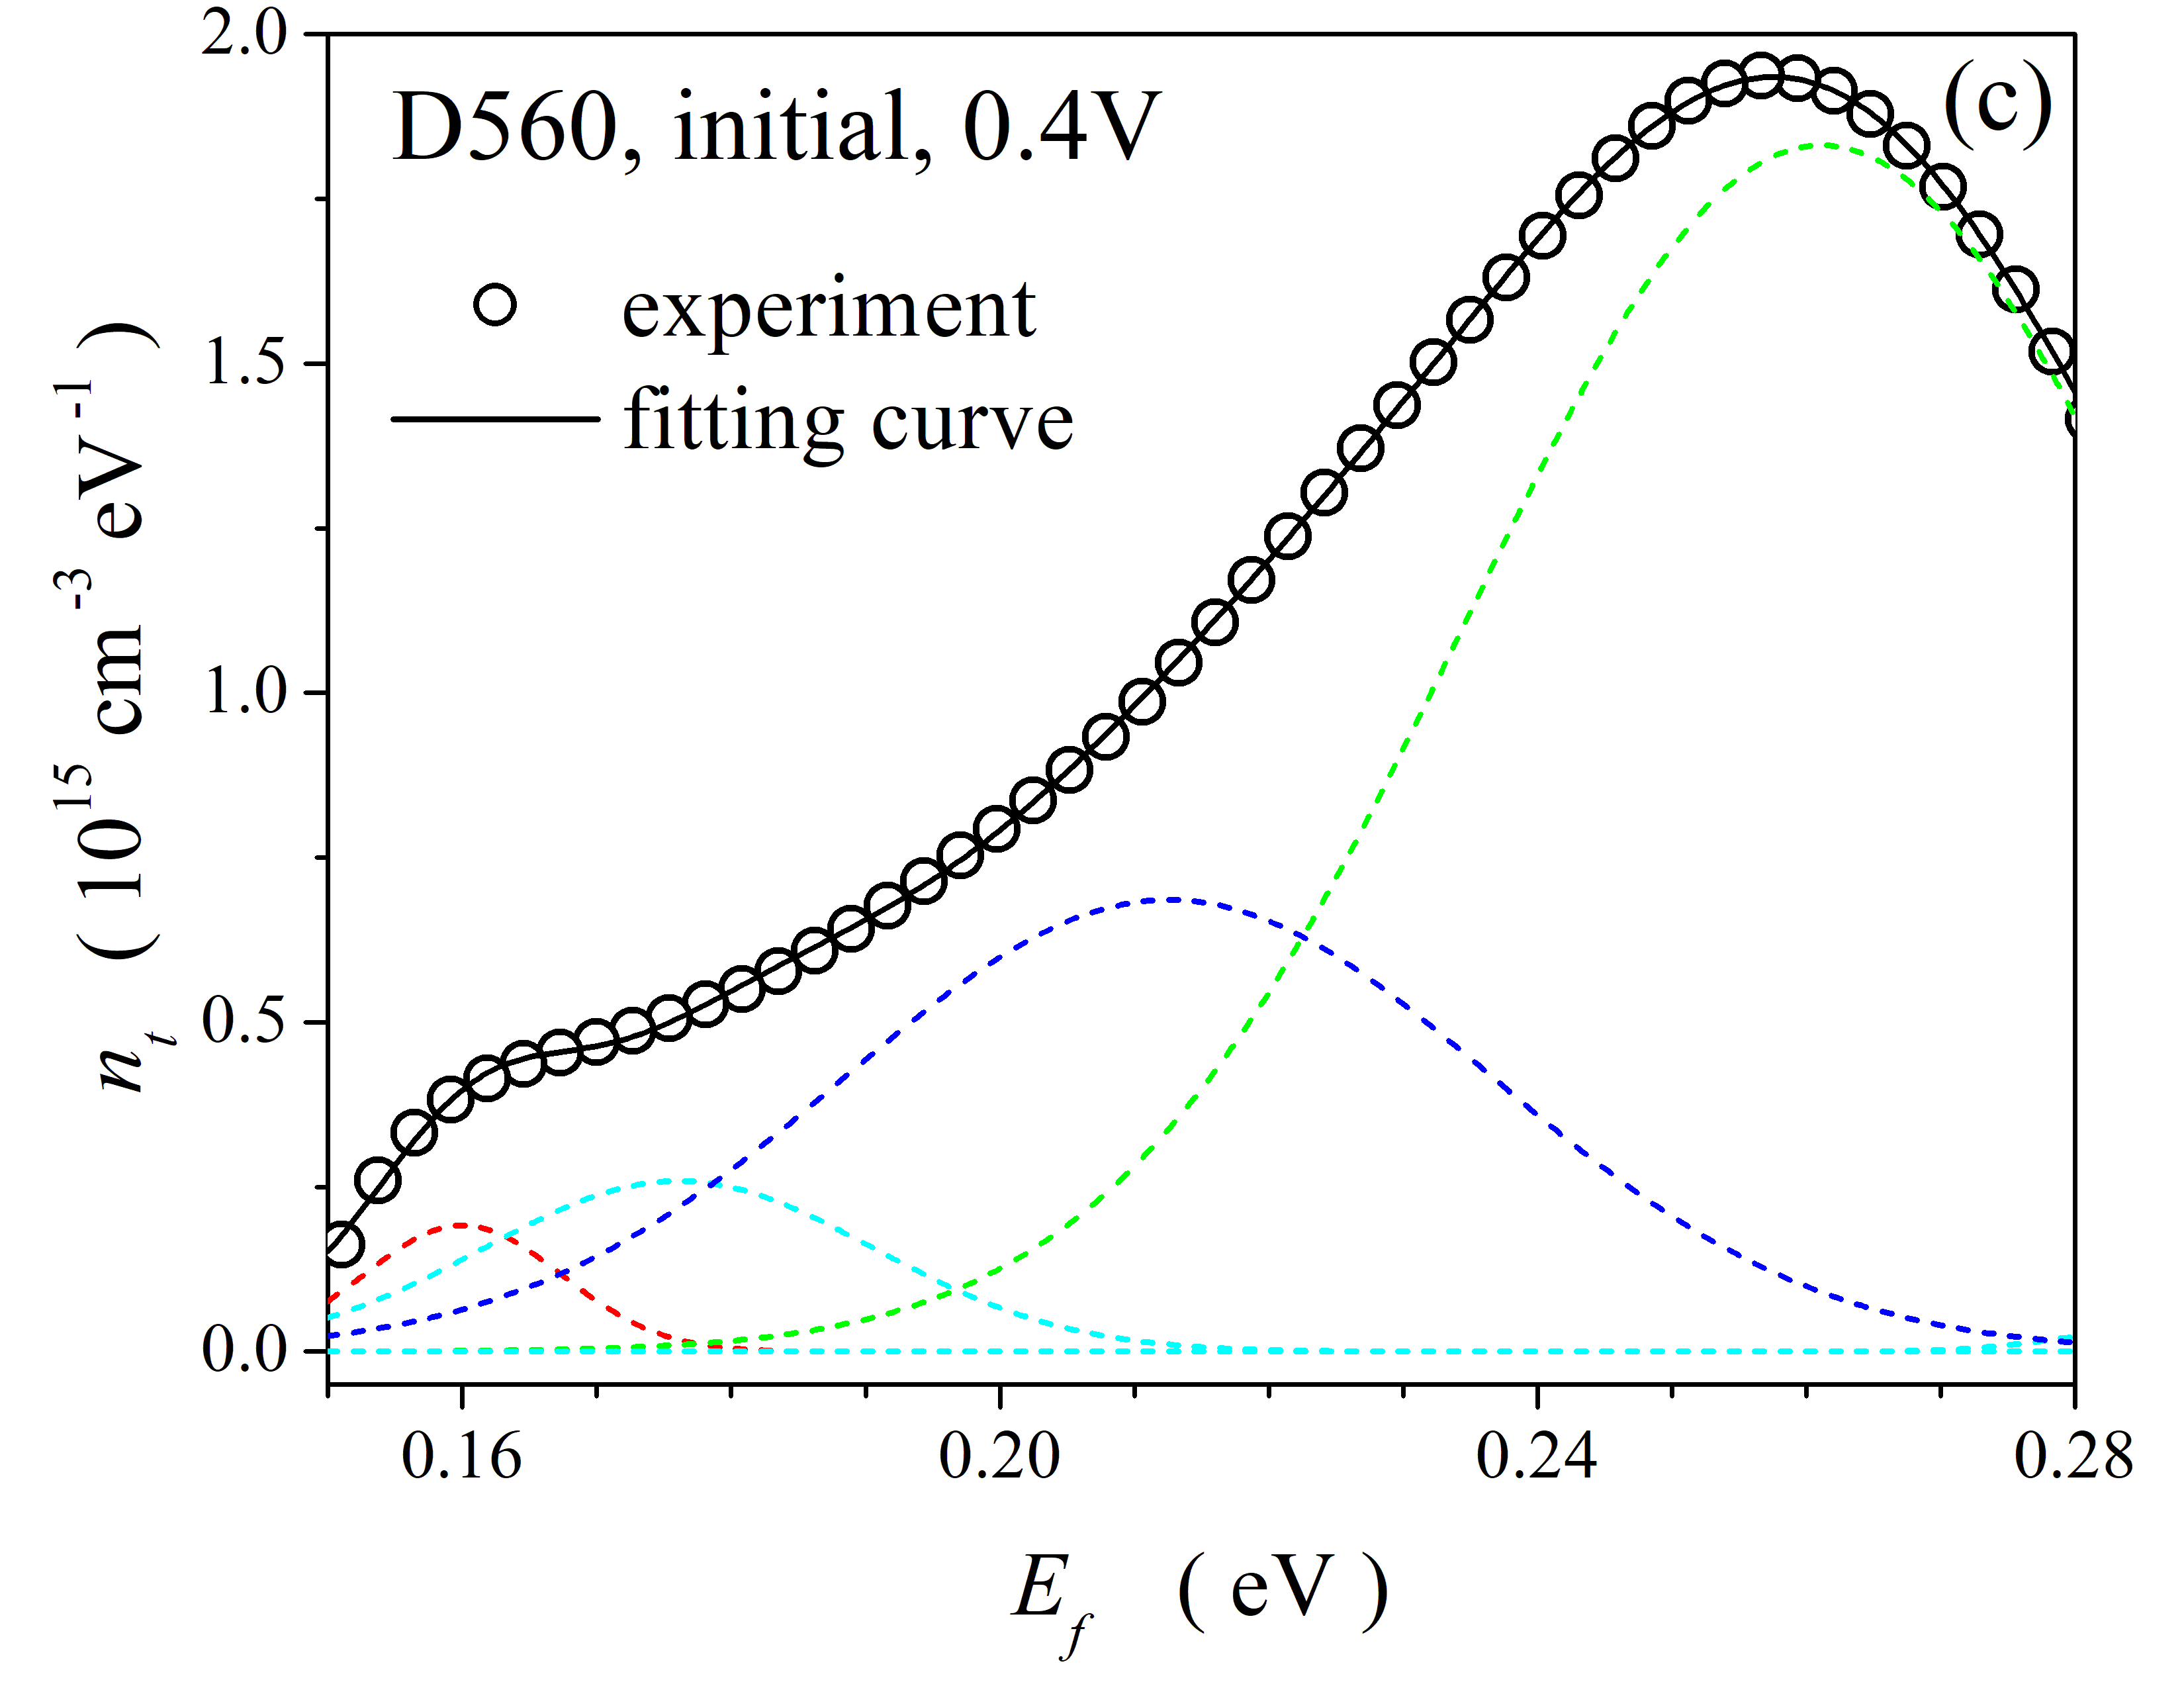 2.0
(c)
D560, initial, 0.4V
experiment
1.5
fitting curve
n_t ( 10^15 cm^-3 eV^-1 )
1.0
0.5
0.0
0.16 0.20 0.24 0.28
E_f ( eV )